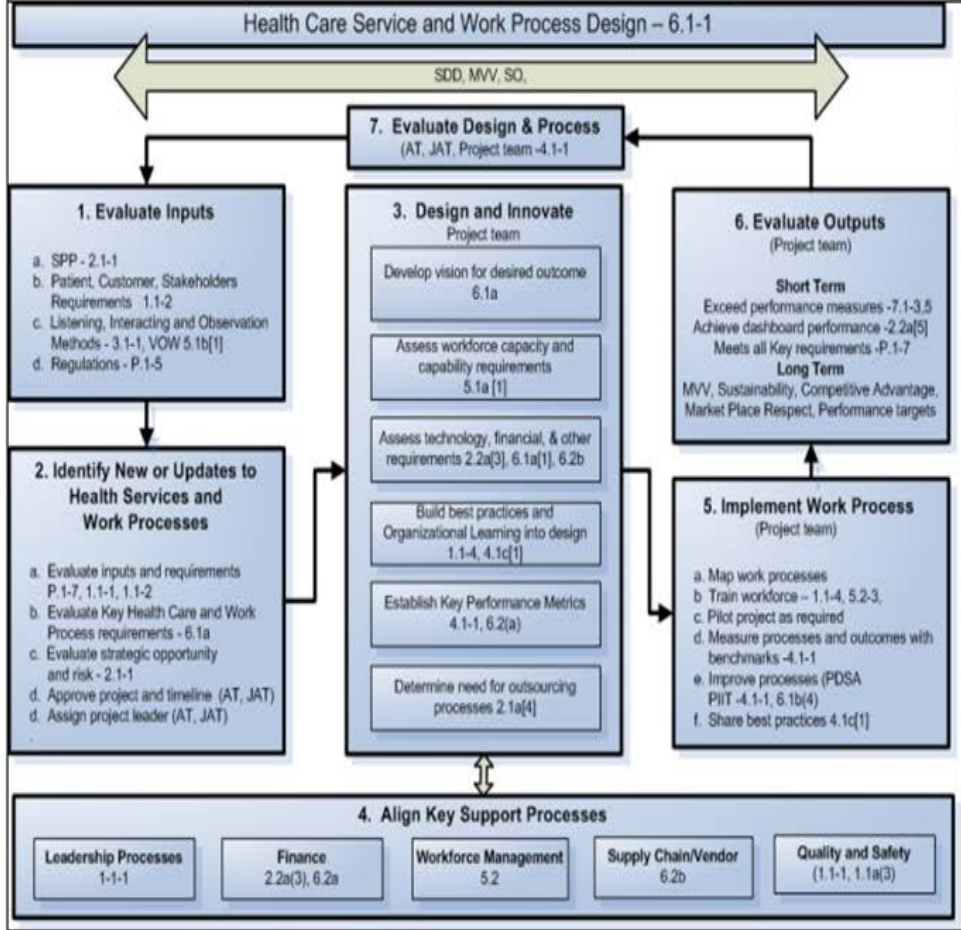 Health Care Service and Work Process Design – 6.1-1
SDD, MVV, SO,
7. Evaluate Design & Process
(AT, JAT, Project team -4.1-1
1. Evaluate Inputs
a. SPP - 2.1-1
b. Patient, Customer, Stakeholders
Requirements 1.1-2
c. Listening, Interacting and Observation
Methods - 3.1-1, VOW 5.1b[1]
d. Regulations - P.1-5
2. Identify New or Updates to
Health Services and
Work Processes
a. Evaluate inputs and requirements
P.1-7, 1.1-1, 1.1-2
b. Evaluate Key Health Care and Work
Process requirements - 6.1a
c. Evaluate strategic opportunity
and risk - 2.1-1
d. Approve project and timeline (AT, JAT)
d. Assign project leader (AT, JAT)
.
3. Design and Innovate
Project team
Develop vision for desired outcome
6.1a
Assess workforce capacity and
capability requirements
5.1a [1]
Assess technology, financial, & other
requirements 2.2a[3], 6.1a[1], 6.2b
Build best practices and
Organizational Learning into design
1.1-4, 4.1c[1]
Establish Key Performance Metrics
4.1-1, 6.2(a)
Determine need for outsourcing
processes 2.1a[4]
4. Align Key Support Processes
Leadership Processes
1-1-1
Finance
2.2a(3), 6.2a
Workforce Management
5.2
Supply Chain/Vendor
6.2b
Quality and Safety
(1.1-1, 1.1a(3)
5. Implement Work Process
(Project team)
a. Map work processes
b Train workforce – 1.1-4, 5.2-3,
c. Pilot project as required
d. Measure processes and outcomes with
benchmarks -4.1-1
e. Improve processes (PDSA
PIIT -4.1-1, 6.1b(4)
f. Share best practices 4.1c[1]
6. Evaluate Outputs
(Project team)
Short Term
Exceed performance measures -7.1-3,5
Achieve dashboard performance -2.2a[5]
Meets all Key requirements -P.1-7
Long Term
MVV, Sustainability, Competitive Advantage,
Market Place Respect, Performance targets